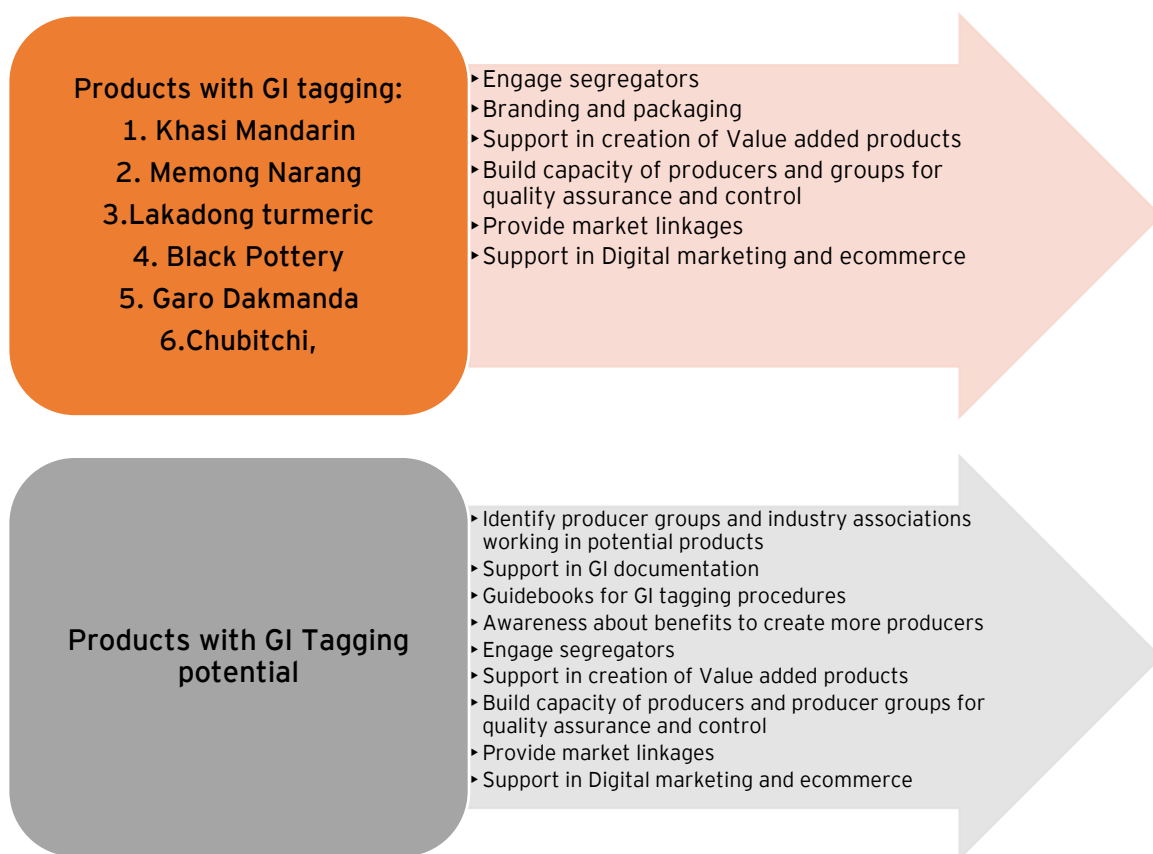 Products with GI tagging:
1. Khasi Mandarin
2. Memong Narang
3.Lakadong turmeric
4. Black Pottery
5. Garo Dakmanda
6.Chubitchi,
‣Engage segregators
‣Branding and packaging
‣Support in creation of Value added products
‣Build capacity of producers and groups for
quality assurance and control
‣Provide market linkages
‣Support in Digital marketing and ecommerce
Products with GI Tagging
potential
‣Identify producer groups and industry associations
working in potential products
‣Support in GI documentation
‣Guidebooks for GI tagging procedures
‣Awareness about benefits to create more producers
‣Engage segregators
‣Support in creation of Value added products
‣Build capacity of producers and producer groups for
quality assurance and control
‣Provide market linkages
‣Support in Digital marketing and ecommerce